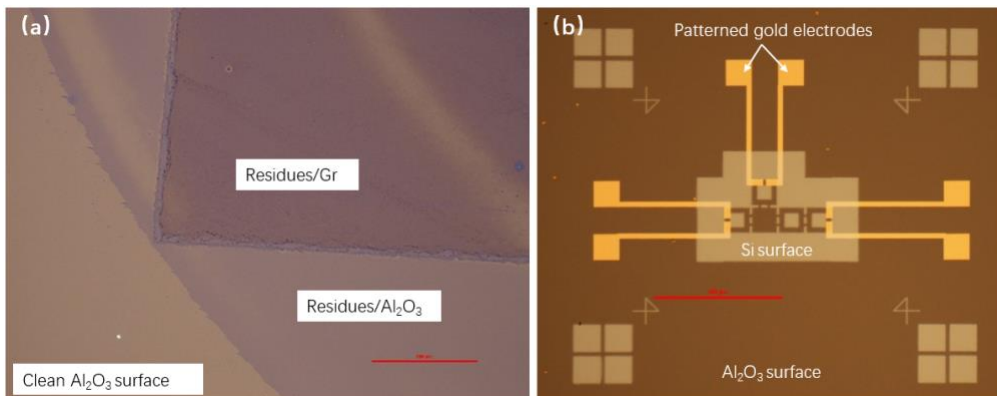 (a)
Residues/Gr
Residues/Al₂O₃
Clean Al₂O₃ surface
(b)
Patterned gold electrodes
Si surface
Al₂O₃ surface